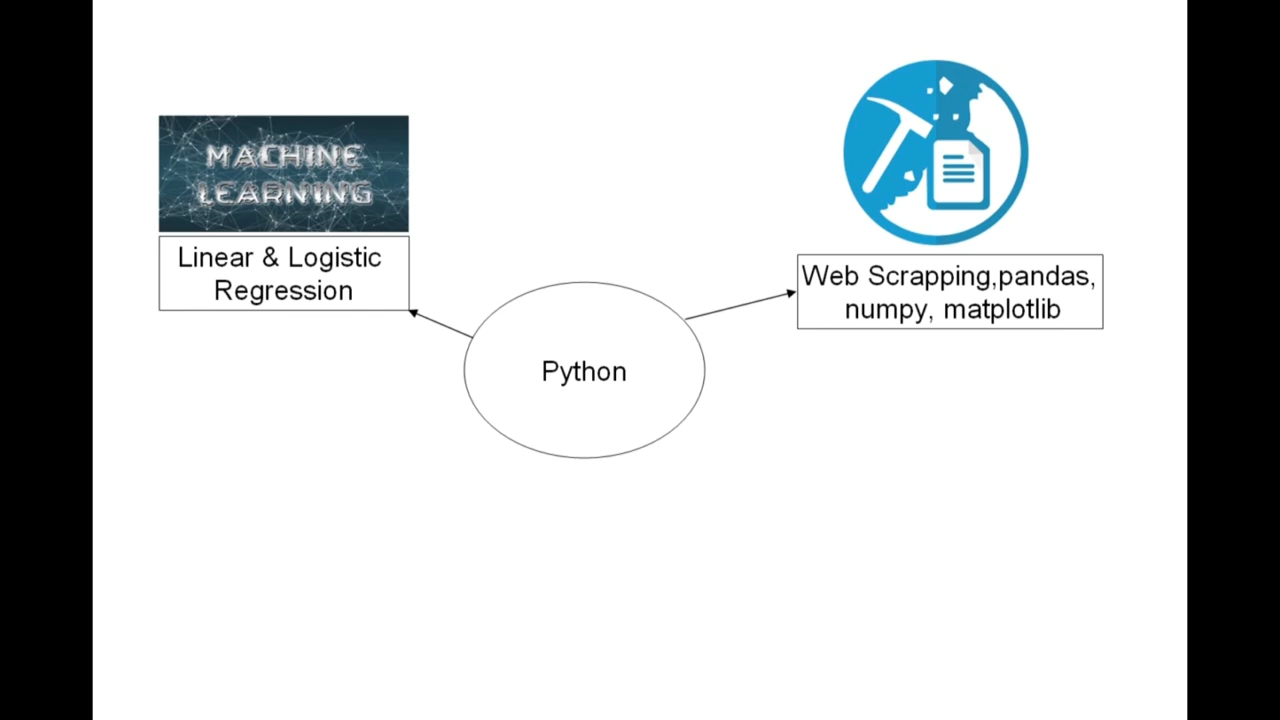 MACHINE
LEARNING
Linear & Logistic
Regression
Web Scrapping,pandas,
numpy, matplotlib
Python